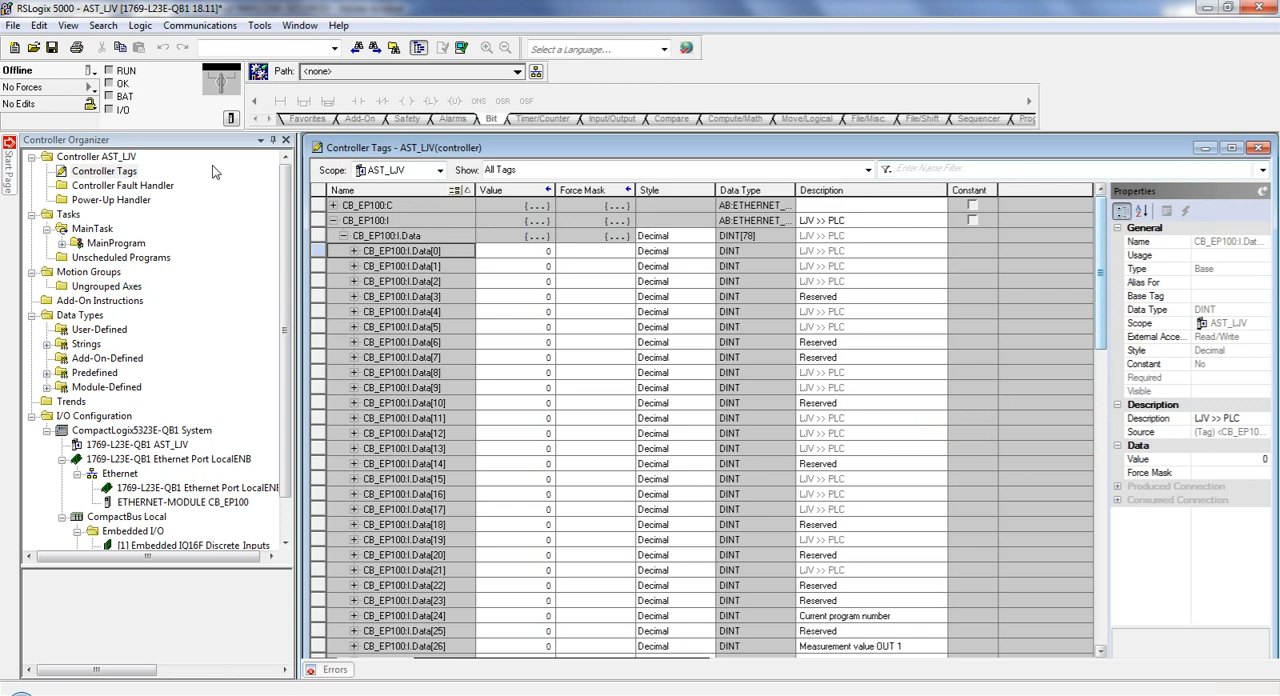 RSLogix 5000 - AST_LJV [1769-L23E-QB1 18.11]*
File Edit View Search Logic Communications Tools Window Help
Select a Language...
Offline RUN Path: <none>
No Forces OK
BAT
No Edits I/O
ONS OSR OSF
Favorites Add-On Safety Alarms Bit Timer/Counter Input/Output Compare Compute/Math Move/Logical File/Misc. File/Shift Sequencer Prog
Start Page
Controller Organizer
Controller AST_LJV
Controller Tags
Controller Fault Handler
Power-Up Handler
Tasks
MainTask
MainProgram
Unscheduled Programs
Motion Groups
Ungrouped Axes
Add-On Instructions
Data Types
User-Defined
Strings
Add-On-Defined
Predefined
Module-Defined
Trends
I/O Configuration
CompactLogix5323E-QB1 System
1769-L23E-QB1 AST_LJV
1769-L23E-QB1 Ethernet Port LocalENB
Ethernet
1769-L23E-QB1 Ethernet Port LocalENE
ETHERNET-MODULE CB_EP100
CompactBus Local
Embedded I/O
[1] Embedded IQ16F Discrete Inputs
Controller Tags - AST_LJV(controller)
Scope: AST_LJV Show: All Tags Enter Name Filter...
Name Value Force Mask Style Data Type Description Constant
CB_EP100:C {...} {...} AB:ETHERNET_...
CB_EP100:I {...} {...} AB:ETHERNET_... LJV >> PLC
CB_EP100:I.Data {...} {...} Decimal DINT[78] LJV >> PLC
CB_EP100:I.Data[0] 0 Decimal DINT LJV >> PLC
CB_EP100:I.Data[1] 0 Decimal DINT LJV >> PLC
CB_EP100:I.Data[2] 0 Decimal DINT LJV >> PLC
CB_EP100:I.Data[3] 0 Decimal DINT Reserved
CB_EP100:I.Data[4] 0 Decimal DINT LJV >> PLC
CB_EP100:I.Data[5] 0 Decimal DINT LJV >> PLC
CB_EP100:I.Data[6] 0 Decimal DINT Reserved
CB_EP100:I.Data[7] 0 Decimal DINT Reserved
CB_EP100:I.Data[8] 0 Decimal DINT LJV >> PLC
CB_EP100:I.Data[9] 0 Decimal DINT LJV >> PLC
CB_EP100:I.Data[10] 0 Decimal DINT Reserved
CB_EP100:I.Data[11] 0 Decimal DINT LJV >> PLC
CB_EP100:I.Data[12] 0 Decimal DINT LJV >> PLC
CB_EP100:I.Data[13] 0 Decimal DINT LJV >> PLC
CB_EP100:I.Data[14] 0 Decimal DINT Reserved
CB_EP100:I.Data[15] 0 Decimal DINT LJV >> PLC
CB_EP100:I.Data[16] 0 Decimal DINT LJV >> PLC
CB_EP100:I.Data[17] 0 Decimal DINT LJV >> PLC
CB_EP100:I.Data[18] 0 Decimal DINT Reserved
CB_EP100:I.Data[19] 0 Decimal DINT LJV >> PLC
CB_EP100:I.Data[20] 0 Decimal DINT Reserved
CB_EP100:I.Data[21] 0 Decimal DINT LJV >> PLC
CB_EP100:I.Data[22] 0 Decimal DINT Reserved
CB_EP100:I.Data[23] 0 Decimal DINT Reserved
CB_EP100:I.Data[24] 0 Decimal DINT Current program number
CB_EP100:I.Data[25] 0 Decimal DINT Reserved
CB_EP100:I.Data[26] 0 Decimal DINT Measurement value OUT 1
Errors
Properties
General
Name CB_EP100:I.Dat...
Usage
Type Base
Alias For
Base Tag
Data Type DINT
Scope AST_LJV
External Acce... Read/Write
Style Decimal
Constant No
Required
Visible
Description
Description LJV >> PLC
Source (Tag) <CB_EP10...
Data
Value 0
Force Mask
Produced Connection
Consumed Connection